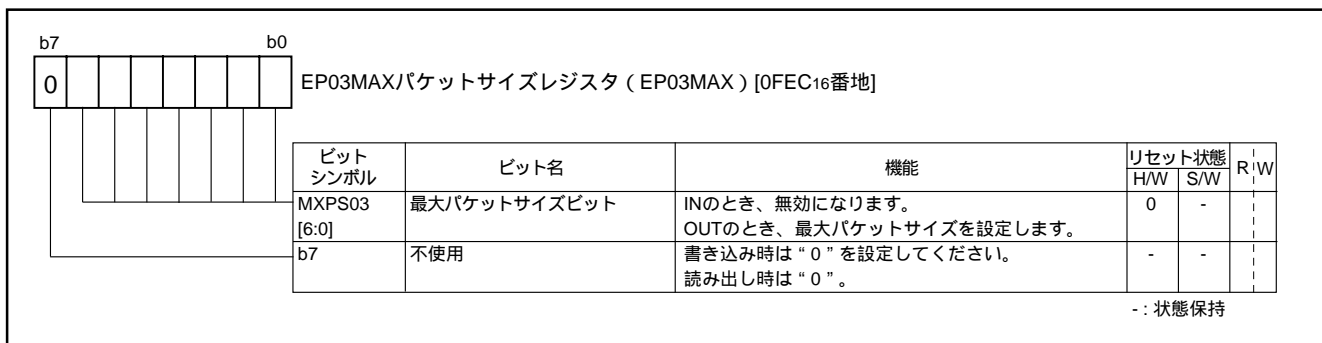 b7 b0
0 EP03MAXパケットサイズレジスタ（EP03MAX）[0FEC16番地]
ビット シンボル ビット名 機能 リセット状態 H/W S/W R W
MXPS03 最大パケットサイズビット INのとき、無効になります。 0 -
[6:0] OUTのとき、最大パケットサイズを設定します。
b7 不使用 書き込み時は“0”を設定してください。 - -
読み出し時は“0”。
- : 状態保持